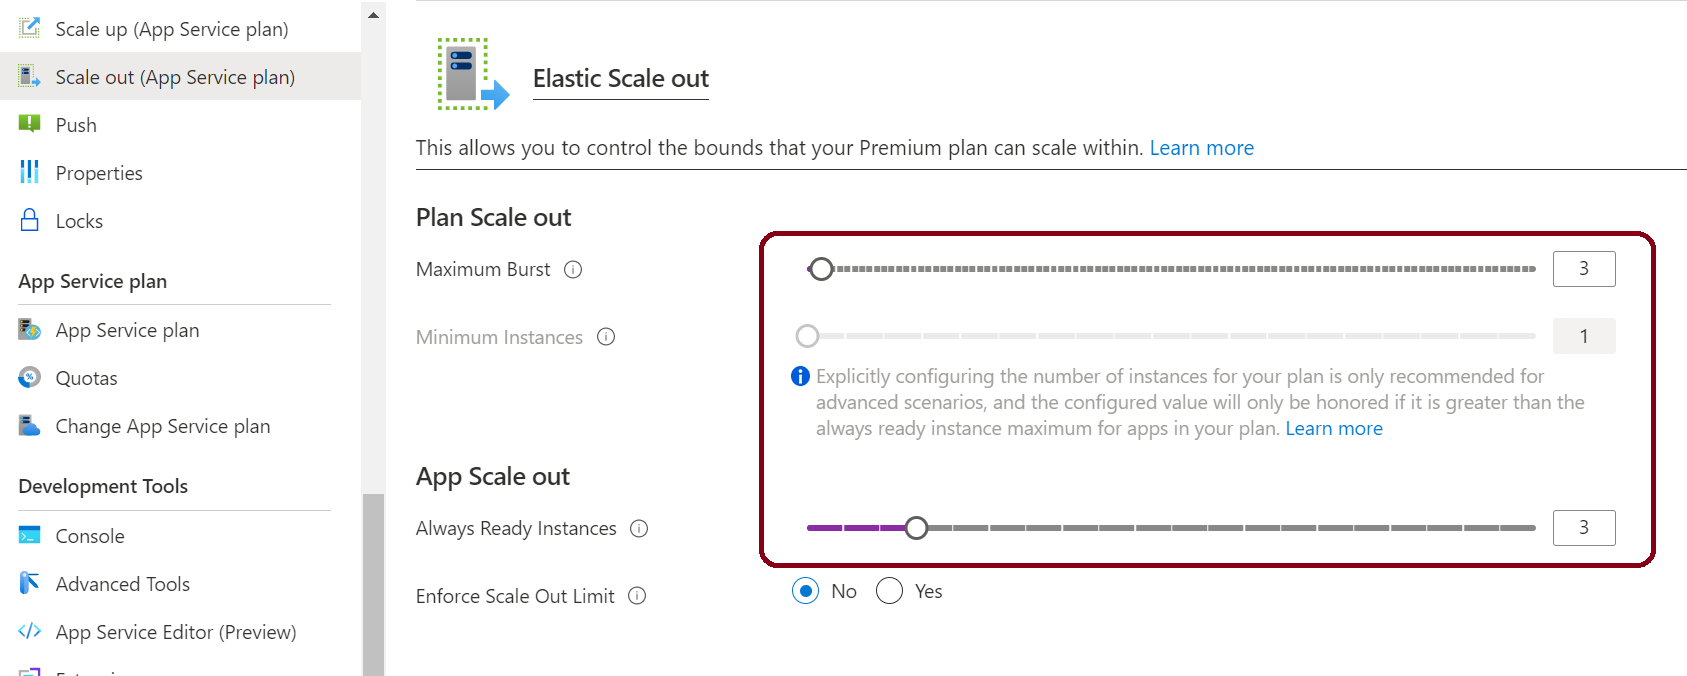 Scale up (App Service plan)
Scale out (App Service plan)
Push
Properties
Locks
App Service plan
App Service plan
Quotas
Change App Service plan
Development Tools
Console
Advanced Tools
App Service Editor (Preview)
Elastic Scale out
This allows you to control the bounds that your Premium plan can scale within. Learn more
Plan Scale out
Maximum Burst
3
Minimum Instances
1
Explicitly configuring the number of instances for your plan is only recommended for
advanced scenarios, and the configured value will only be honored if it is greater than the
always ready instance maximum for apps in your plan. Learn more
App Scale out
Always Ready Instances
3
Enforce Scale Out Limit
No Yes